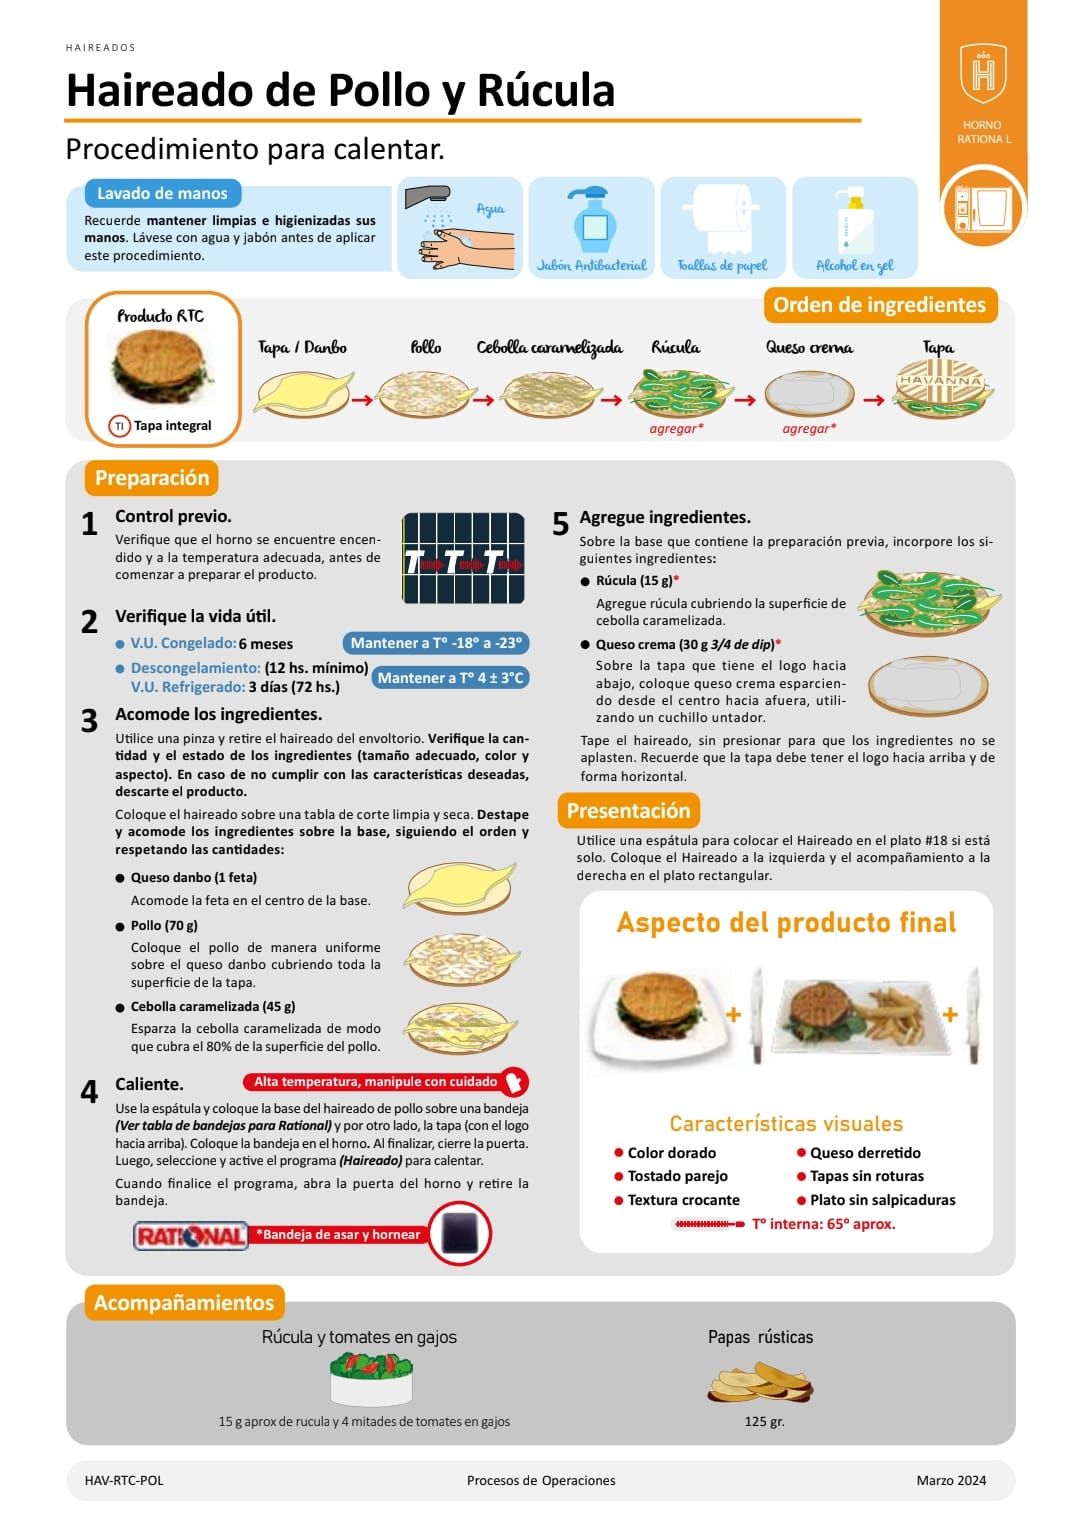 HAIREADOS
Haireado de Pollo y Rúcula
Procedimiento para calentar.
HORNO
RATIONA L
Lavado de manos
Recuerde mantener limpias e higienizadas sus
manos. Lávese con agua y jabón antes de aplicar
este procedimiento.
Agua
Jabón Antibacterial
Toallas de papel
Alcohol en gel
Orden de ingredientes
Producto RTC
TI Tapa integral
Tapa / Danbo
Pollo
Cebolla caramelizada
Rúcula
agregar*
Queso crema
agregar*
Tapa
HAVANNA
Preparación
1 Control previo.
Verifique que el horno se encuentre encen-
dido y a la temperatura adecuada, antes de
comenzar a preparar el producto.
T T T
2 Verifique la vida útil.
V.U. Congelado: 6 meses
Mantener a Tº -18º a -23º
Descongelamiento: (12 hs. mínimo)
V.U. Refrigerado: 3 días (72 hs.)
Mantener a Tº 4 ± 3°C
3 Acomode los ingredientes.
Utilice una pinza y retire el haireado del envoltorio. Verifique la can-
tidad y el estado de los ingredientes (tamaño adecuado, color y
aspecto). En caso de no cumplir con las características deseadas,
descarte el producto.
Coloque el haireado sobre una tabla de corte limpia y seca. Destape
y acomode los ingredientes sobre la base, siguiendo el orden y
respetando las cantidades:
● Queso danbo (1 feta)
Acomode la feta en el centro de la base.
● Pollo (70 g)
Coloque el pollo de manera uniforme
sobre el queso danbo cubriendo toda la
superficie de la tapa.
● Cebolla caramelizada (45 g)
Esparza la cebolla caramelizada de modo
que cubra el 80% de la superficie del pollo.
4 Caliente.
Alta temperatura, manipule con cuidado
Use la espátula y coloque la base del haireado de pollo sobre una bandeja
(Ver tabla de bandejas para Rational) y por otro lado, la tapa (con el logo
hacia arriba). Coloque la bandeja en el horno. Al finalizar, cierre la puerta.
Luego, seleccione y active el programa (Haireado) para calentar.
Cuando finalice el programa, abra la puerta del horno y retire la
bandeja.
RATIONAL
*Bandeja de asar y hornear
5 Agregue ingredientes.
Sobre la base que contiene la preparación previa, incorpore los si-
guientes ingredientes:
● Rúcula (15 g)*
Agregue rúcula cubriendo la superficie de
cebolla caramelizada.
● Queso crema (30 g 3/4 de dip)*
Sobre la tapa que tiene el logo hacia
abajo, coloque queso crema esparcien-
do desde el centro hacia afuera, utili-
zando un cuchillo untador.
Tape el haireado, sin presionar para que los ingredientes no se
aplasten. Recuerde que la tapa debe tener el logo hacia arriba y de
forma horizontal.
Presentación
Utilice una espátula para colocar el Haireado en el plato #18 si está
solo. Coloque el Haireado a la izquierda y el acompañamiento a la
derecha en el plato rectangular.
Aspecto del producto final
+
+
Características visuales
● Color dorado
● Tostado parejo
● Textura crocante
● Queso derretido
● Tapas sin roturas
● Plato sin salpicaduras
Tº interna: 65º aprox.
Acompañamientos
Rúcula y tomates en gajos
15 g aprox de rucula y 4 mitades de tomates en gajos
Papas rústicas
125 gr.
HAV-RTC-POL
Procesos de Operaciones
Marzo 2024